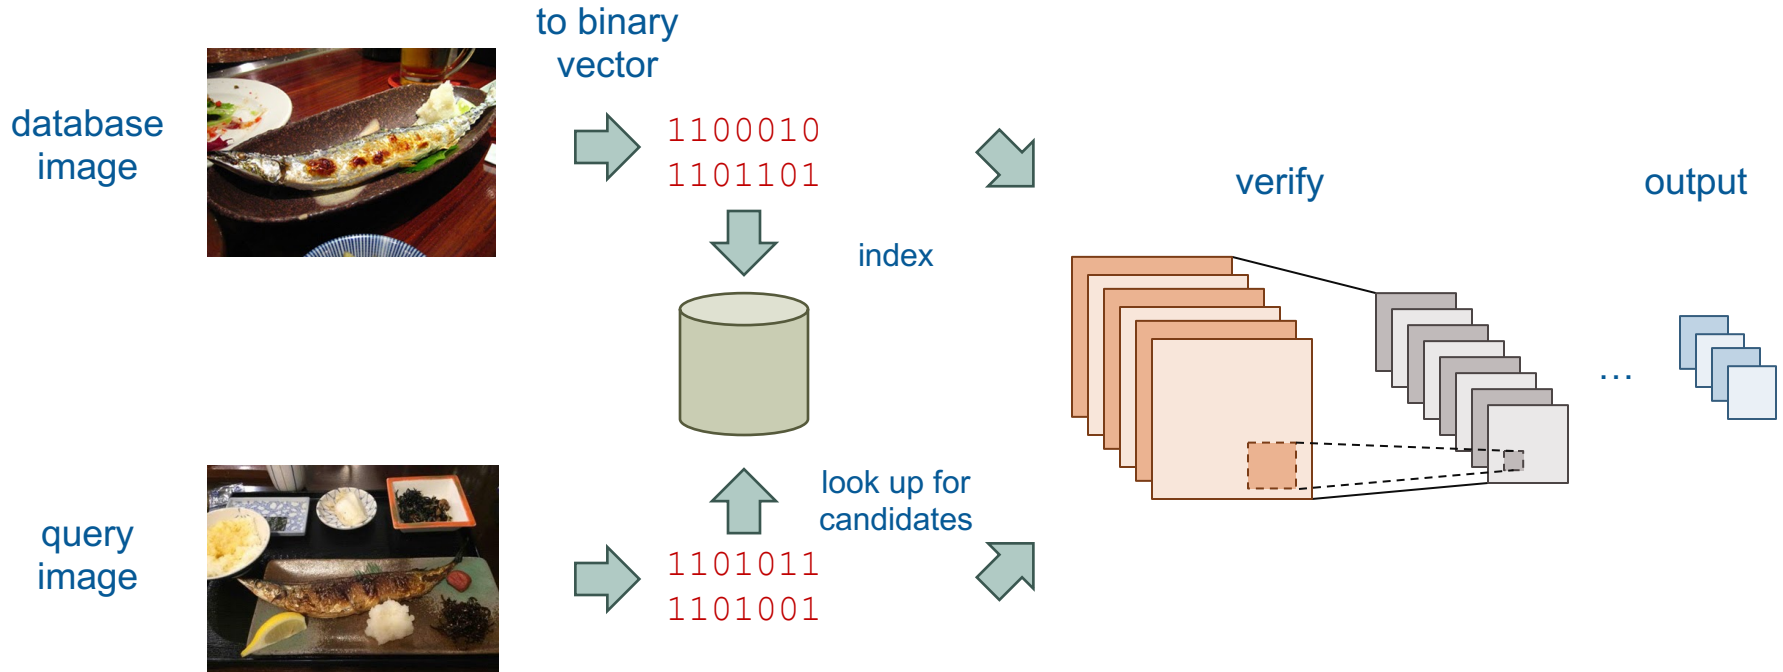 to binary
vector
database
image
1100010
1101101
verify
output
index
...
look up for
candidates
query
image
1101011
1101001